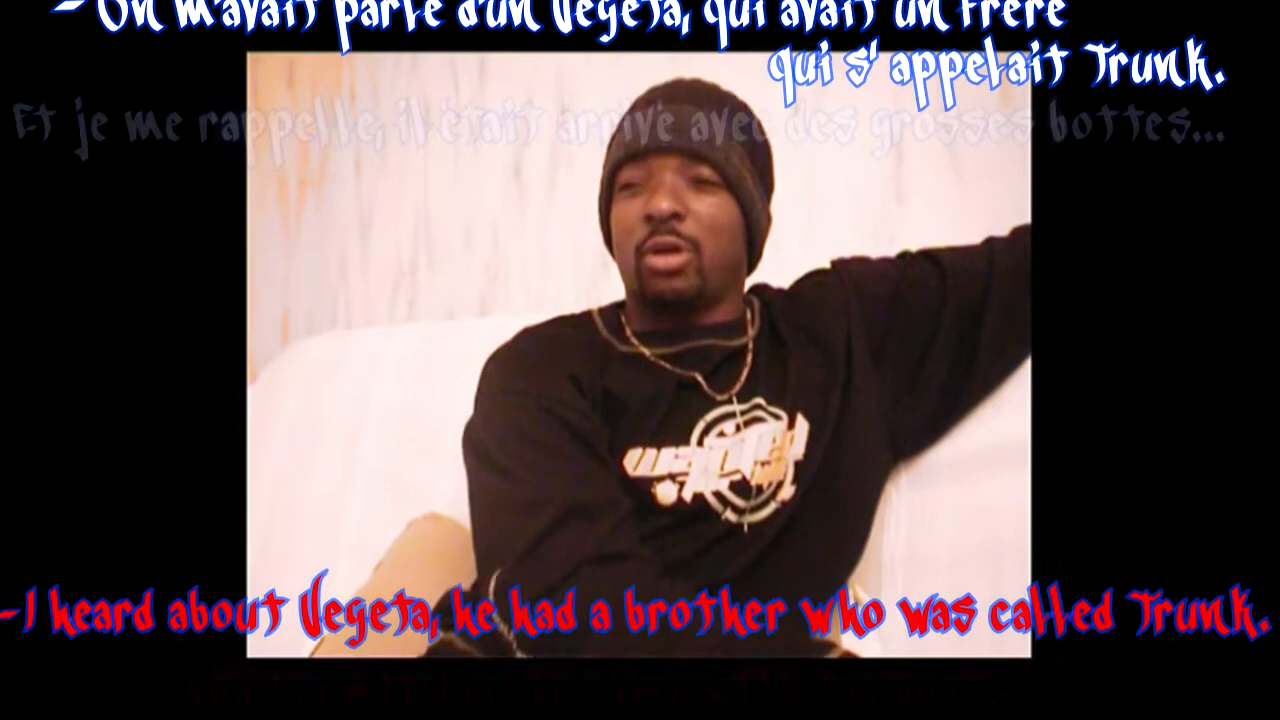 - On m'avait parlé d'un Vegeta, qui avait un frère
qui s'appelait Trunk.
Et je me rappelle, il était arrivé avec des grosses bottes...
wanted
-I heard about Vegeta, he had a brother who was called Trunk.